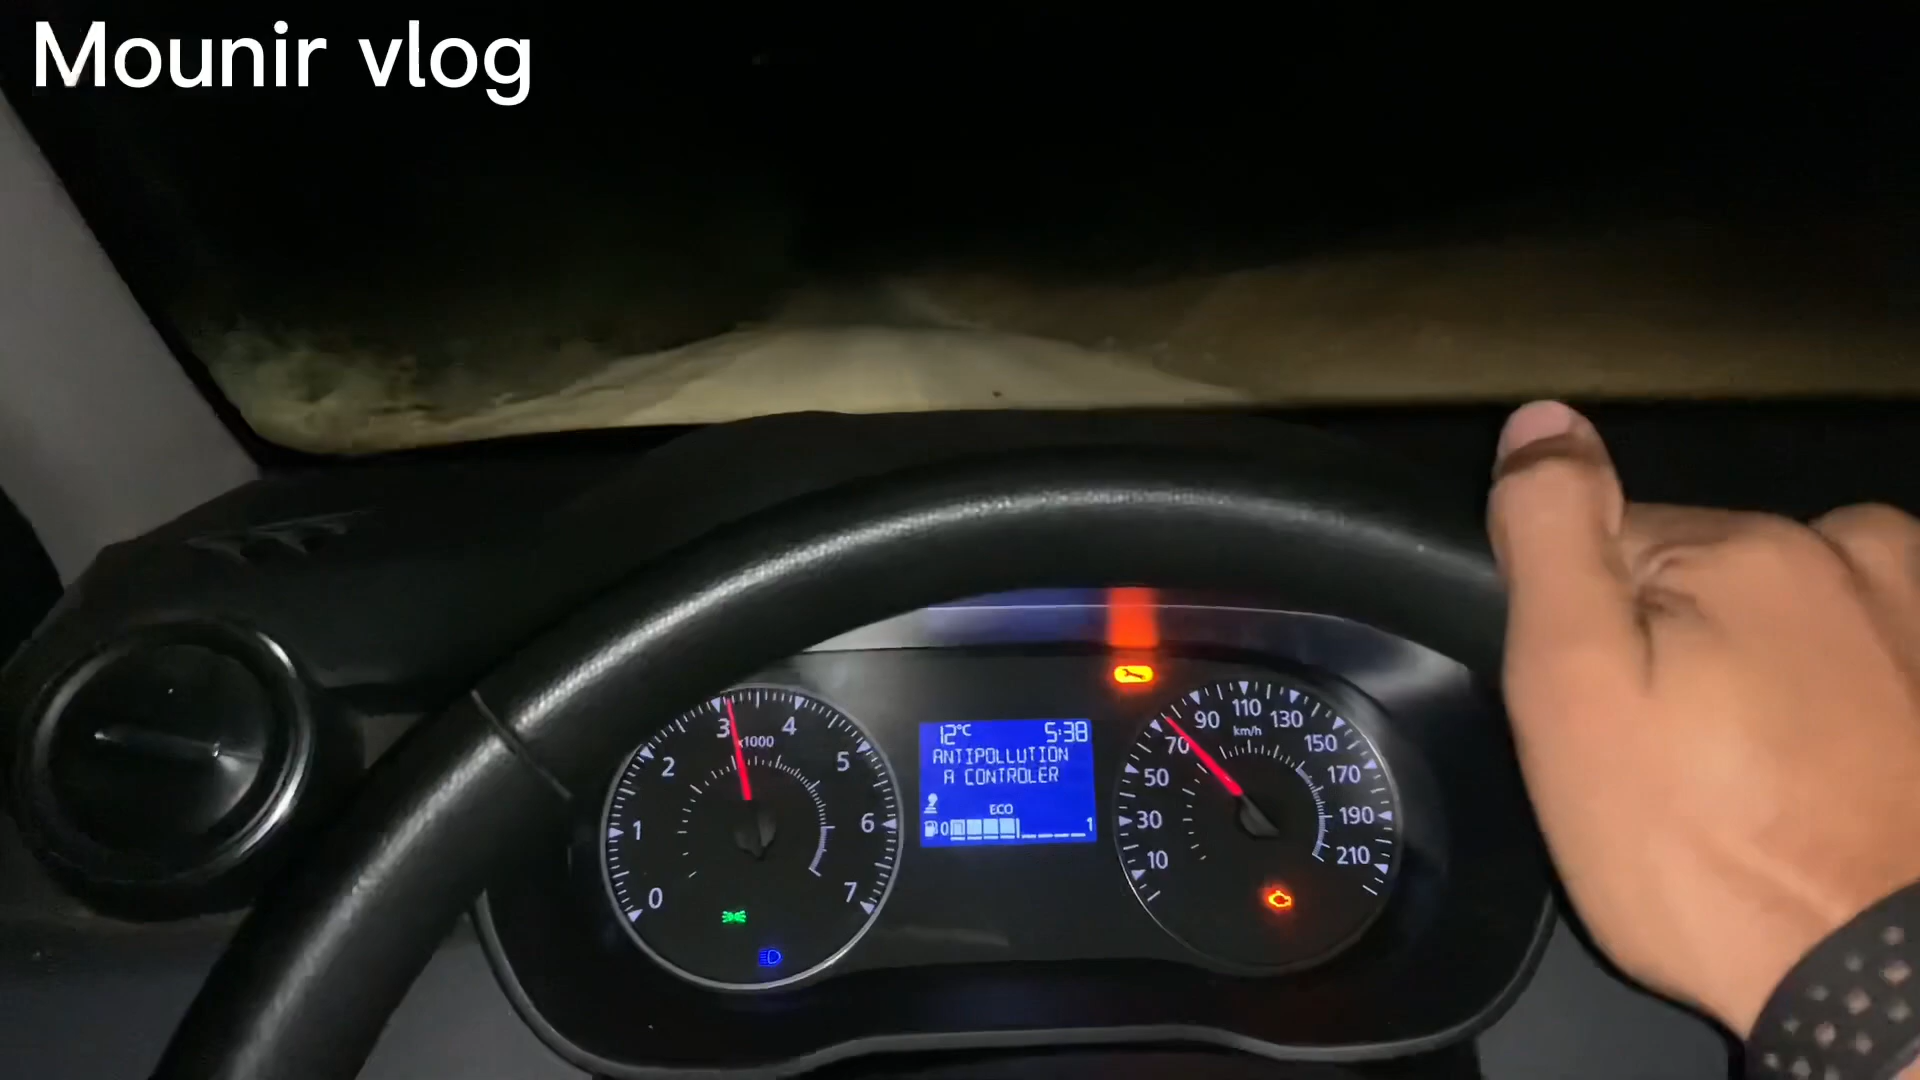 Mounir vlog
12°C 5:38
ANTIPOLLUTION
A CONTROLER
ECO
0 1
0 1 2 3 4 5 6 7
x1000
10 30 50 70 90 110 130 150 170 190 210
km/h